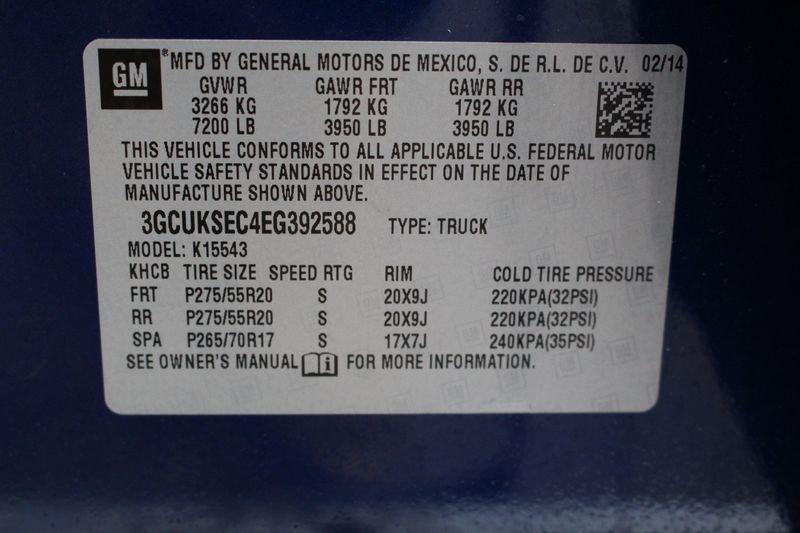 GM ® MFD BY GENERAL MOTORS DE MEXICO, S. DE R.L. DE C.V. 02/14
GVWR GAWR FRT GAWR RR
3266 KG 1792 KG 1792 KG
7200 LB 3950 LB 3950 LB
THIS VEHICLE CONFORMS TO ALL APPLICABLE U.S. FEDERAL MOTOR
VEHICLE SAFETY STANDARDS IN EFFECT ON THE DATE OF
MANUFACTURE SHOWN ABOVE.
3GCUKSEC4EG392588 TYPE: TRUCK
MODEL: K15543
KHCB TIRE SIZE SPEED RTG RIM COLD TIRE PRESSURE
FRT P275/55R20 S 20X9J 220KPA(32PSI)
RR P275/55R20 S 20X9J 220KPA(32PSI)
SPA P265/70R17 S 17X7J 240KPA(35PSI)
SEE OWNER'S MANUAL i FOR MORE INFORMATION.